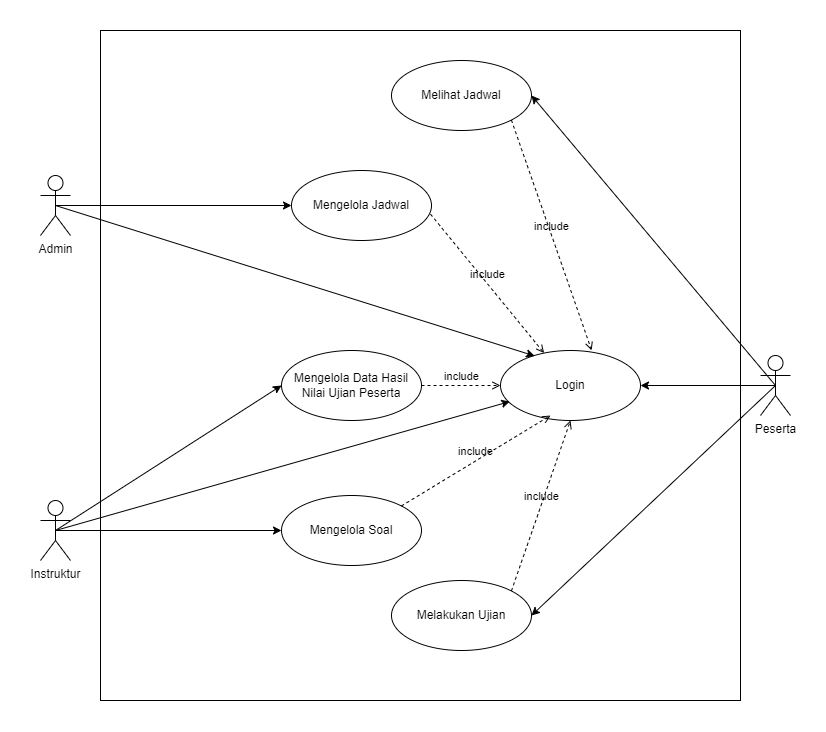 Melihat Jadwal
Mengelola Jadwal
include
Admin
include
Mengelola Data Hasil
Nilai Ujian Peserta
include
Login
Peserta
include
include
Mengelola Soal
Instruktur
Melakukan Ujian